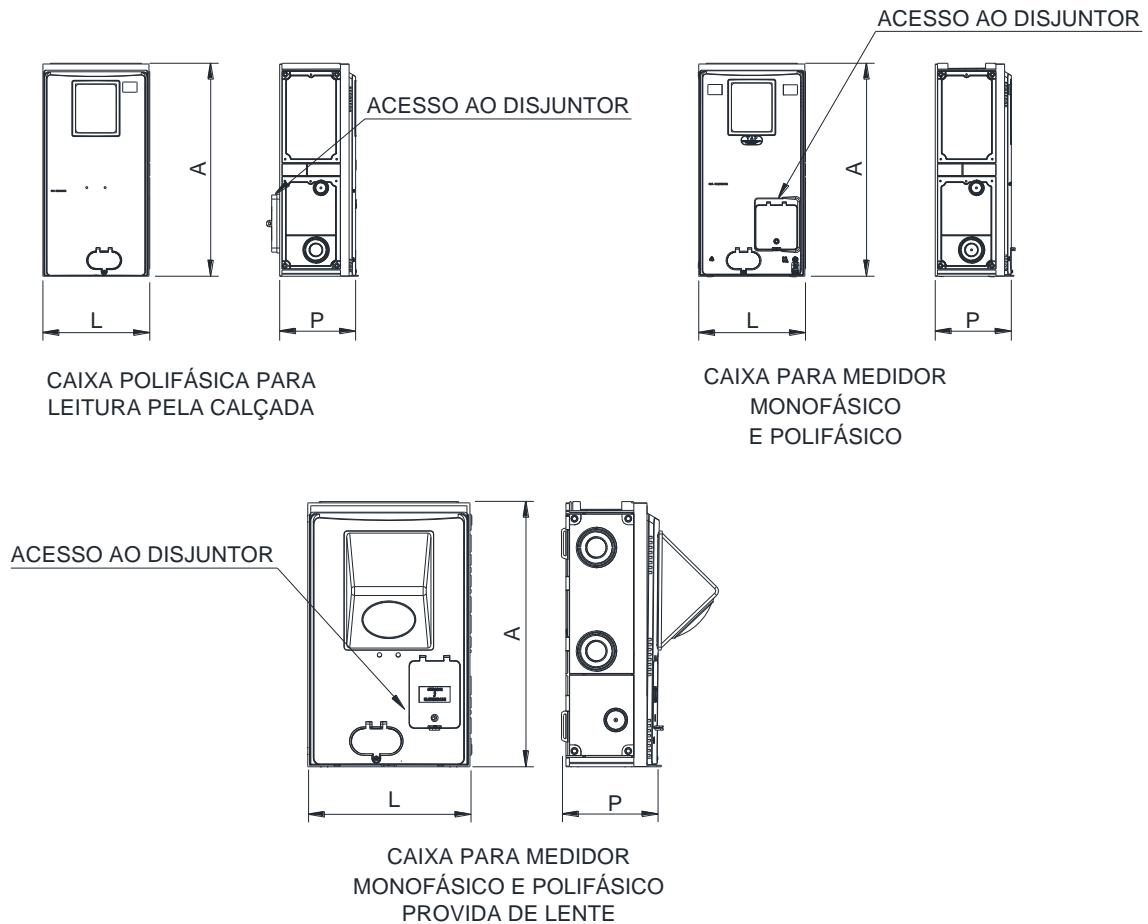 ACESSO AO DISJUNTOR
ACESSO AO DISJUNTOR
A
L
P
CAIXA POLIFÁSICA PARA
LEITURA PELA CALÇADA
A
L
P
CAIXA PARA MEDIDOR
MONOFÁSICO
E POLIFÁSICO
ACESSO AO DISJUNTOR
A
L
P
CAIXA PARA MEDIDOR
MONOFÁSICO E POLIFÁSICO
PROVIDA DE LENTE